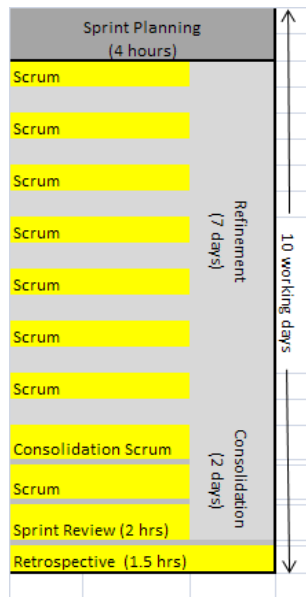 Sprint Planning
(4 hours)
Scrum
Scrum
Scrum
Scrum
Scrum
Scrum
Scrum
Refinement
(7 days)
Consolidation Scrum
Scrum
Sprint Review (2 hrs)
Consolidation
(2 days)
Retrospective (1.5 hrs)
10 working days